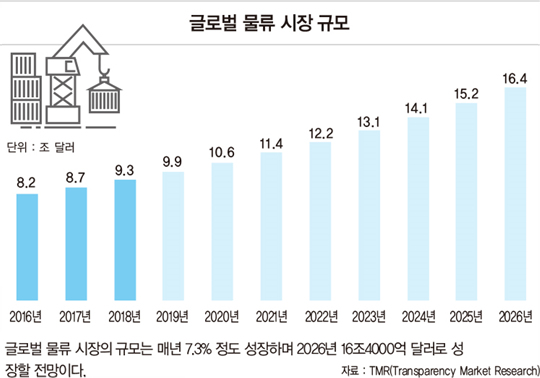 글로벌 물류 시장 규모
단위 : 조 달러
8.2 8.7 9.3 9.9 10.6 11.4 12.2 13.1 14.1 15.2 16.4
2016년 2017년 2018년 2019년 2020년 2021년 2022년 2023년 2024년 2025년 2026년
글로벌 물류 시장의 규모는 매년 7.3% 정도 성장하며 2026년 16조4000억 달러로 성
장할 전망이다.
자료 : TMR(Transparency Market Research)